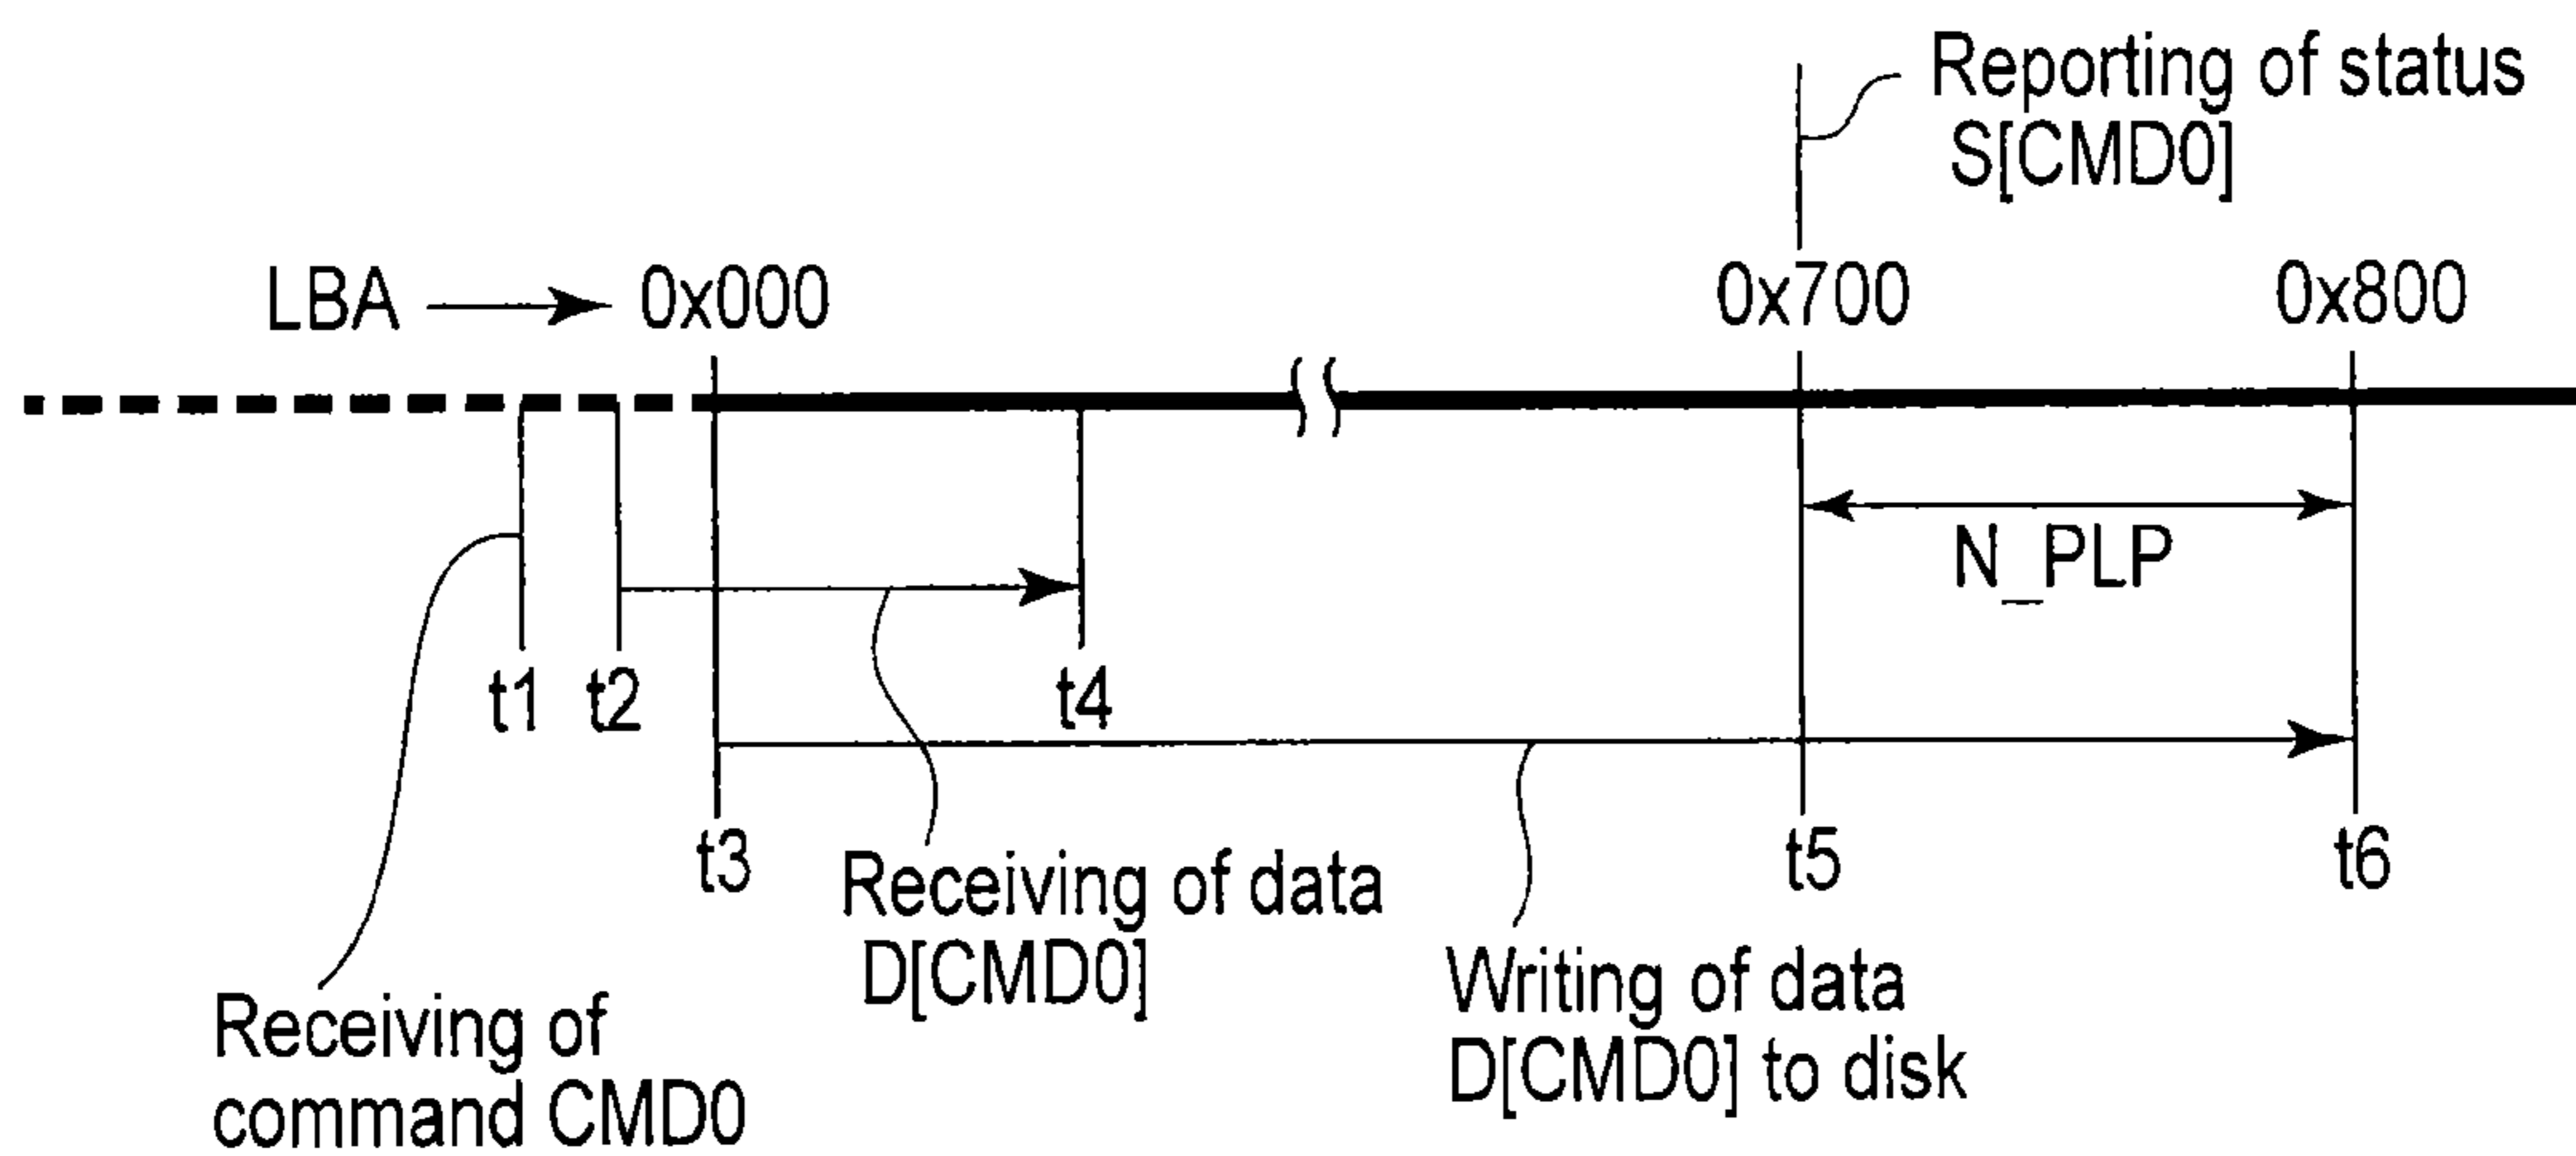 Reporting of status
S[CMD0]
LBA 0x000 0x700 0x800
N_PLP
t1 t2 t4
t3 t5 t6
Receiving of data
D[CMD0]
Writing of data
D[CMD0] to disk
Receiving of
command CMD0